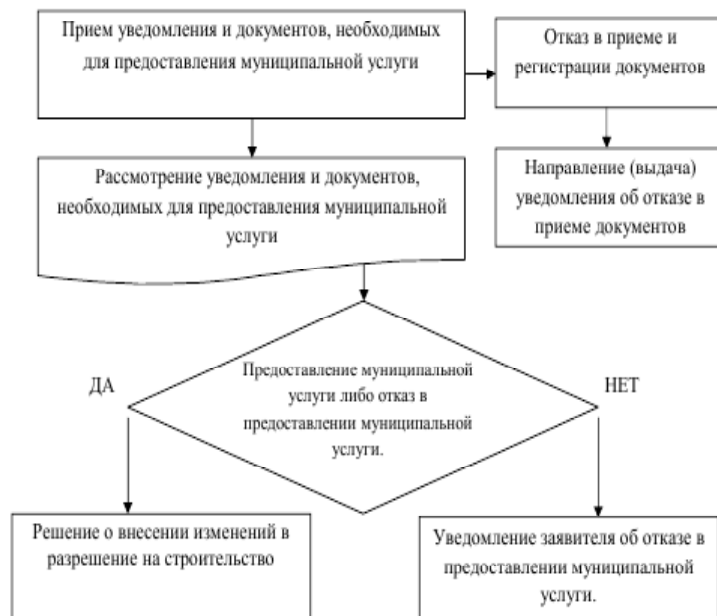 Прием уведомления и документов, необходимых
для предоставления муниципальной услуги
Отказ в приеме и
регистрации документов
Рассмотрение уведомления и документов,
необходимых для предоставления муниципальной
услуги
Направление (выдача)
уведомления об отказе в
приеме документов
Предоставление муниципальной
услуги либо отказ в
предоставлении муниципальной
услуги.
ДА
НЕТ
Решение о внесении изменений в
разрешение на строительство
Уведомление заявителя об отказе в
предоставлении муниципальной
услуги.